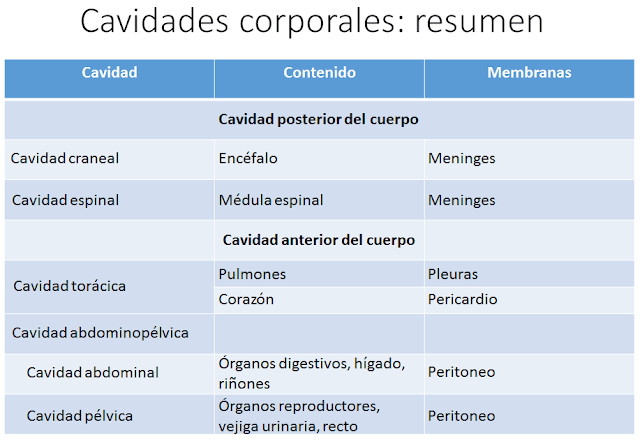 Cavidades corporales: resumen
Cavidad Contenido Membranas
Cavidad posterior del cuerpo
Cavidad craneal Encéfalo Meninges
Cavidad espinal Médula espinal Meninges
Cavidad anterior del cuerpo
Cavidad torácica Pulmones Pleuras
Corazón Pericardio
Cavidad abdominopélvica
Cavidad abdominal Órganos digestivos, hígado, riñones Peritoneo
Cavidad pélvica Órganos reproductores, vejiga urinaria, recto Peritoneo